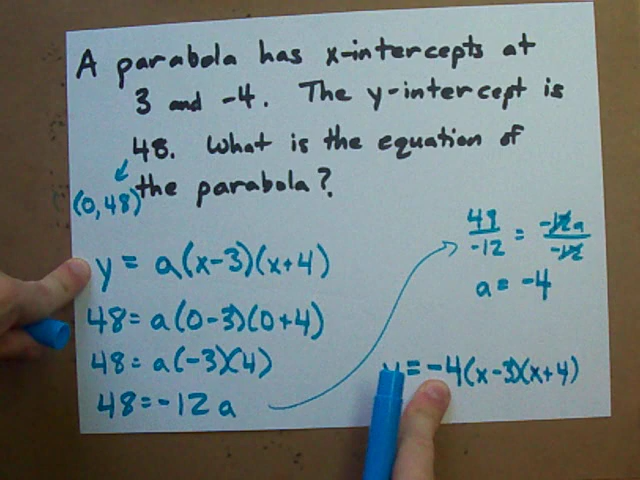 A parabola has x-intercepts at
3 and -4. The y-intercept is
48. What is the equation of
the parabola?
(0,48)
y = a(x-3)(x+4)
48 = a(0-3)(0+4)
48 = a(-3)(4)
48 = -12a
48/-12 = -12a/-12
a = -4
y = -4(x-3)(x+4)